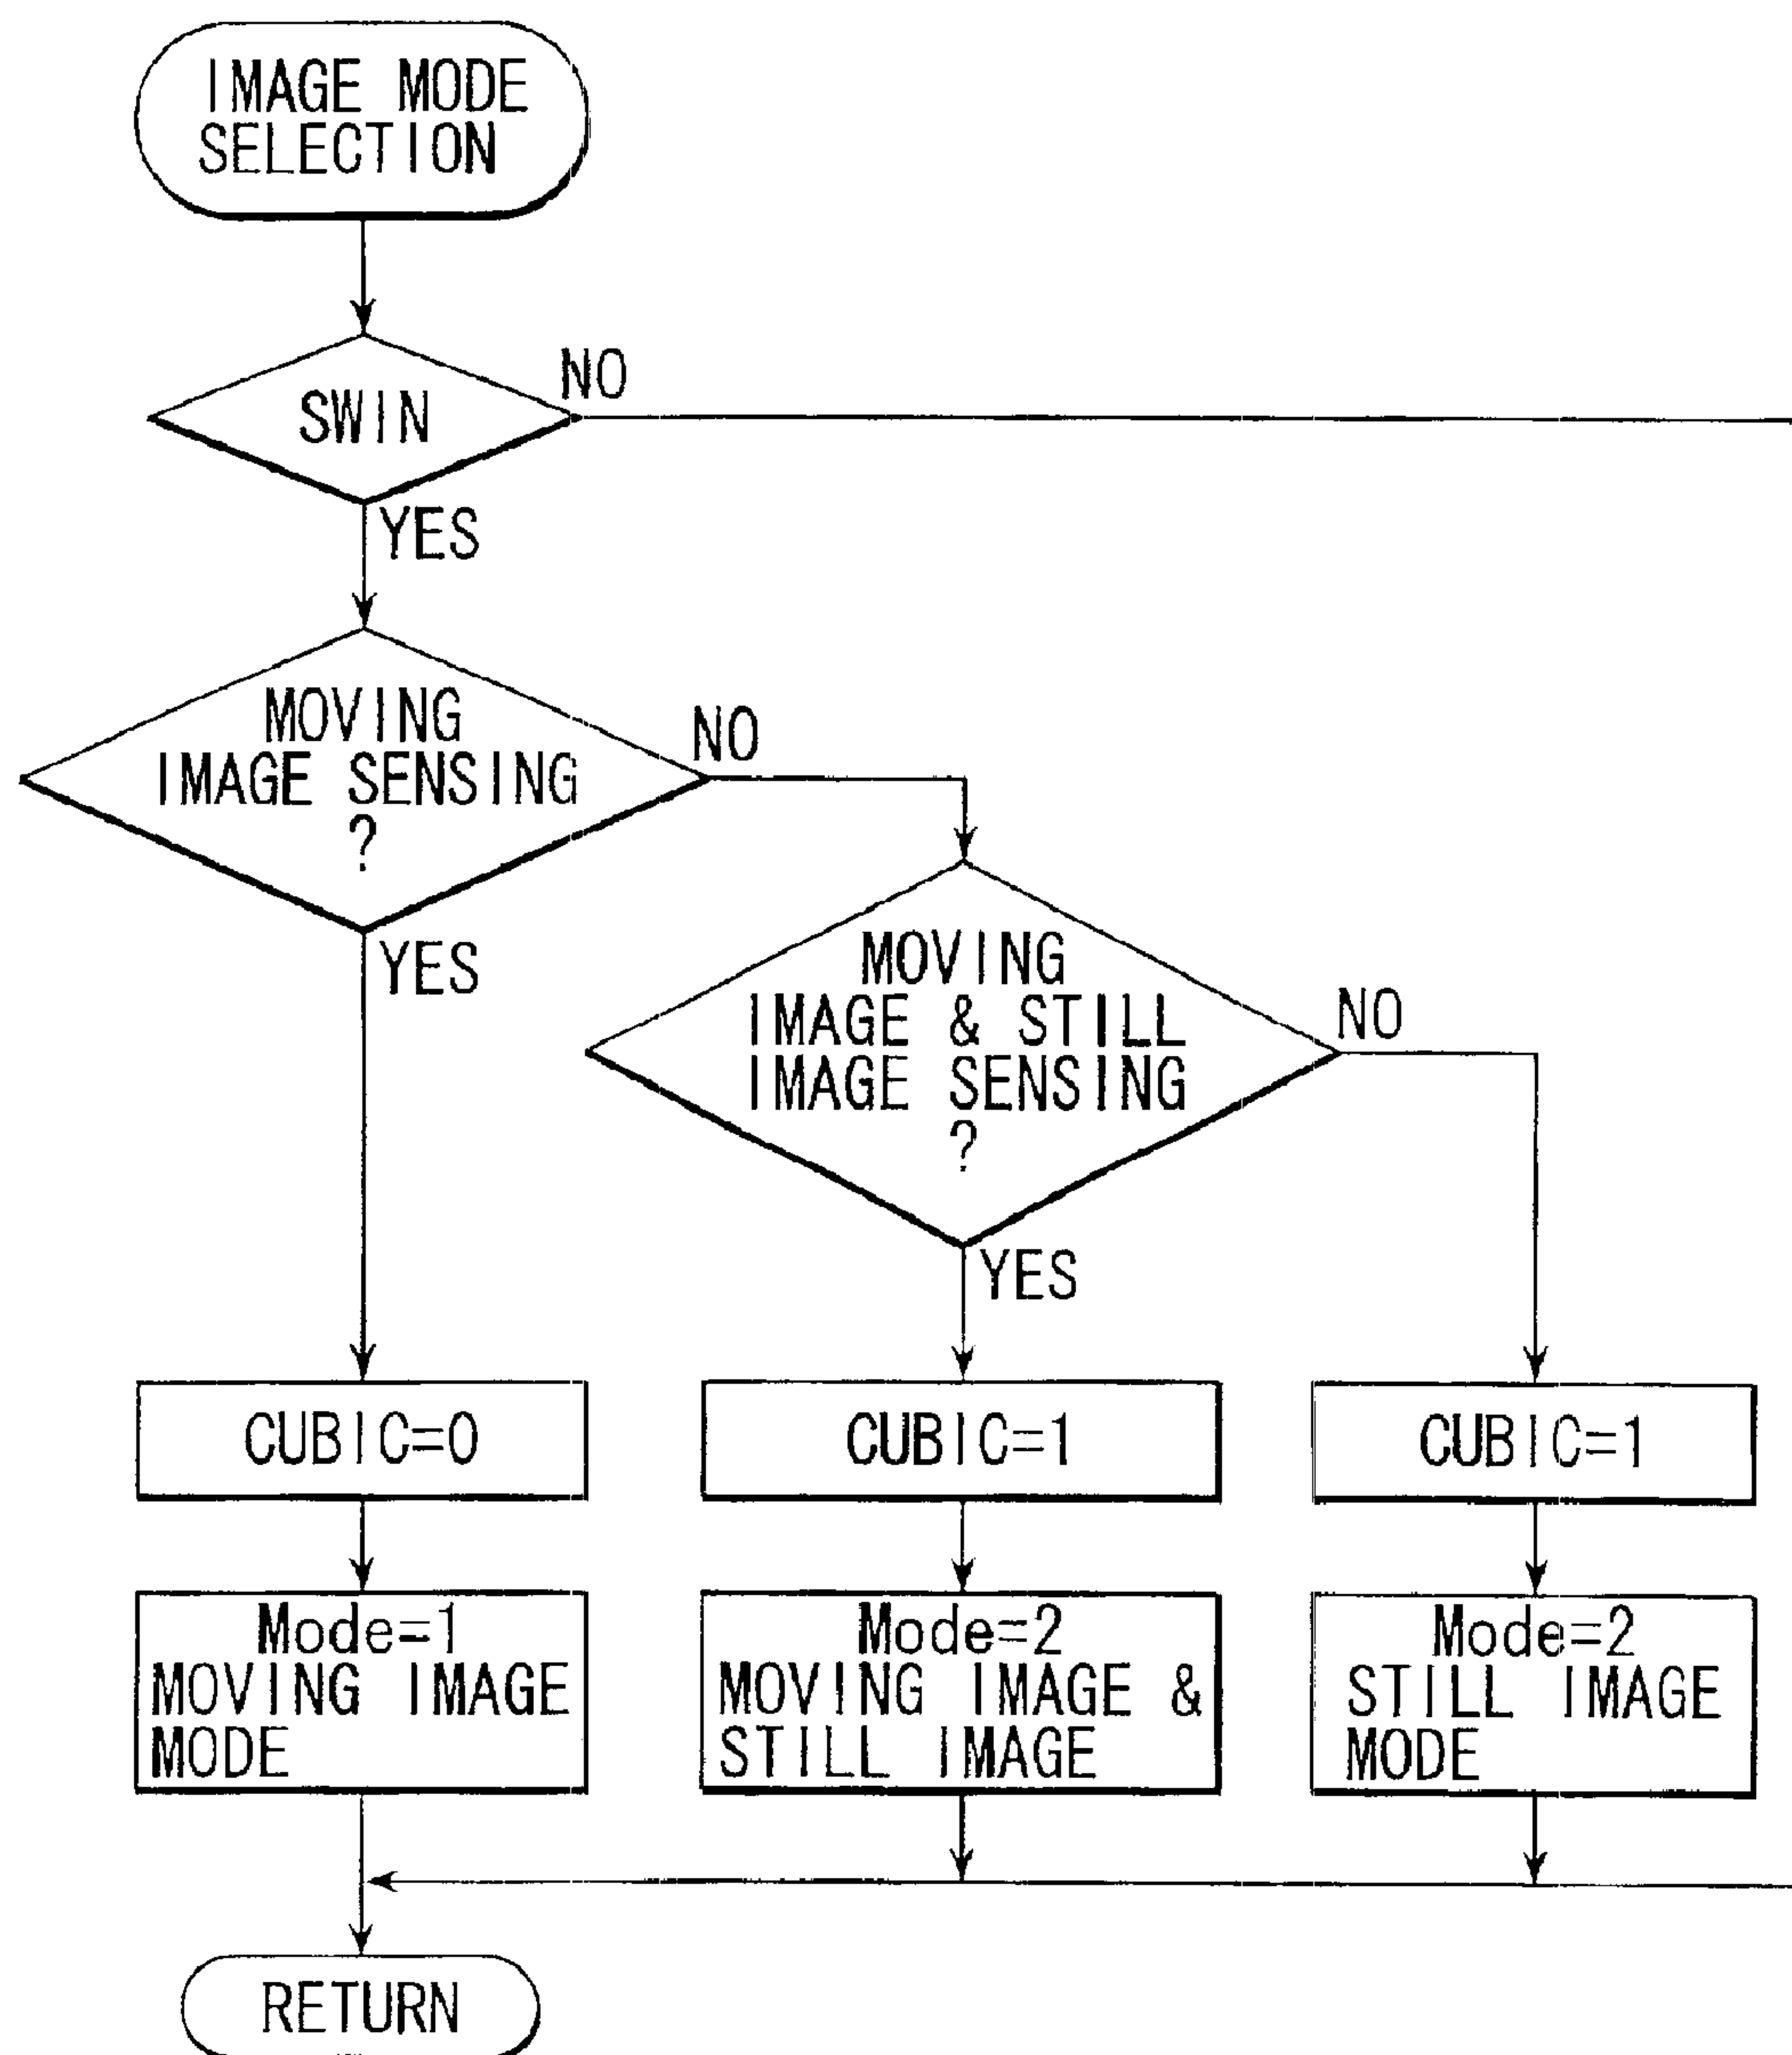 IMAGE MODE
SELECTION
SWIN
NO
YES
MOVING
IMAGE SENSING
?
NO
YES
MOVING
IMAGE & STILL
IMAGE SENSING
?
NO
YES
CUBIC=0
CUBIC=1
CUBIC=1
Mode=1
MOVING IMAGE
MODE
Mode=2
MOVING IMAGE &
STILL IMAGE
Mode=2
STILL IMAGE
MODE
RETURN